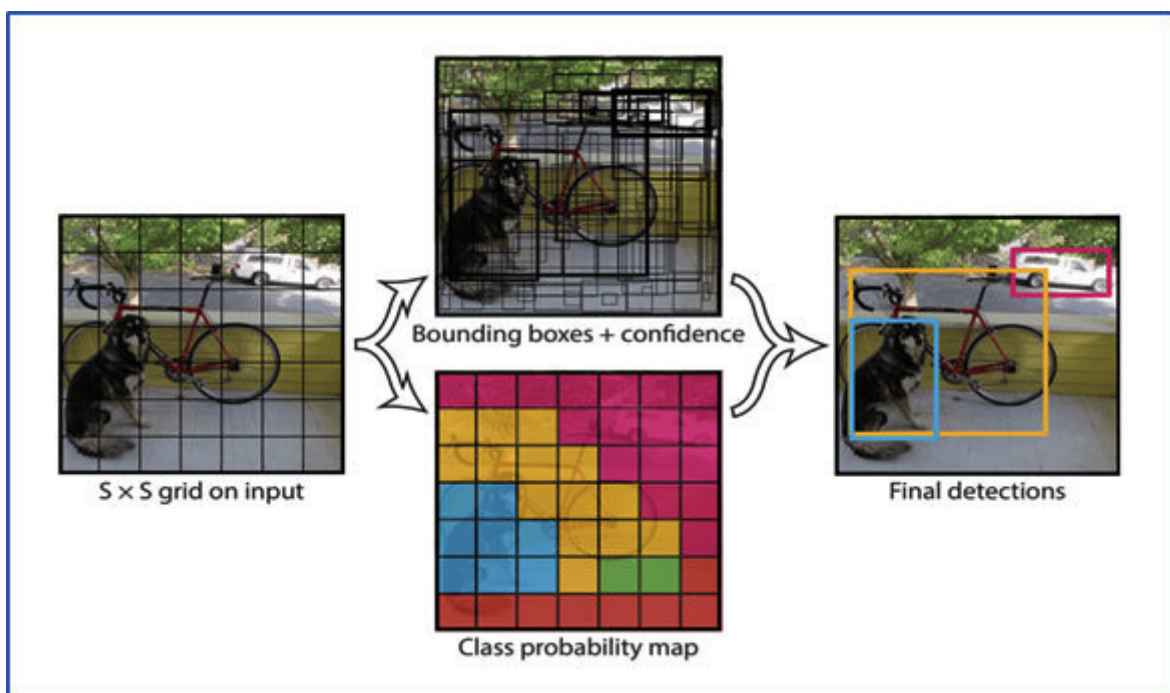 Bounding boxes + confidence
S × S grid on input
Final detections
Class probability map